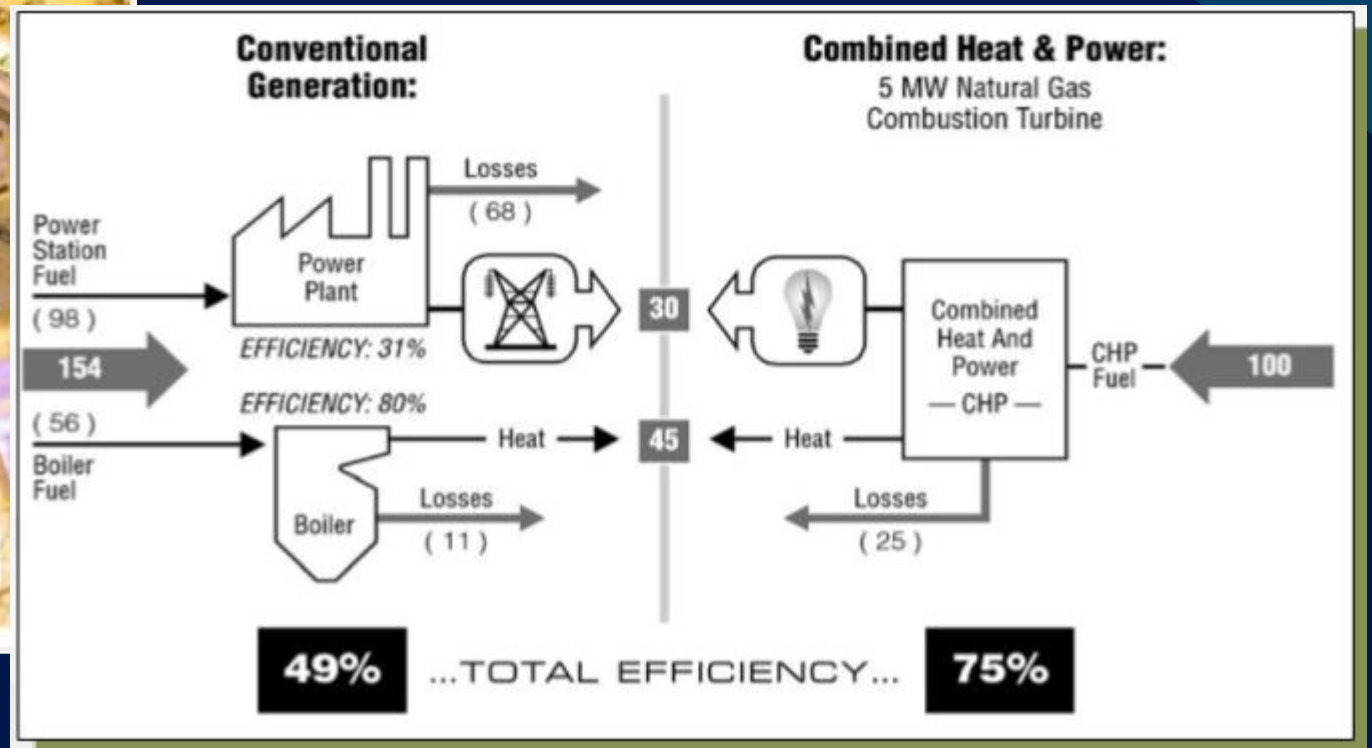 Conventional
Generation:
Combined Heat & Power:
5 MW Natural Gas
Combustion Turbine
Losses
( 68 )
Power
Station
Fuel
( 98 )
Power
Plant
EFFICIENCY: 31%
154
EFFICIENCY: 80%
( 56 )
Boiler
Fuel
Boiler
Heat
Losses
( 11 )
30
45
Combined
Heat And
Power
— CHP —
CHP
Fuel
100
Heat
Losses
( 25 )
49%
...TOTAL EFFICIENCY...
75%